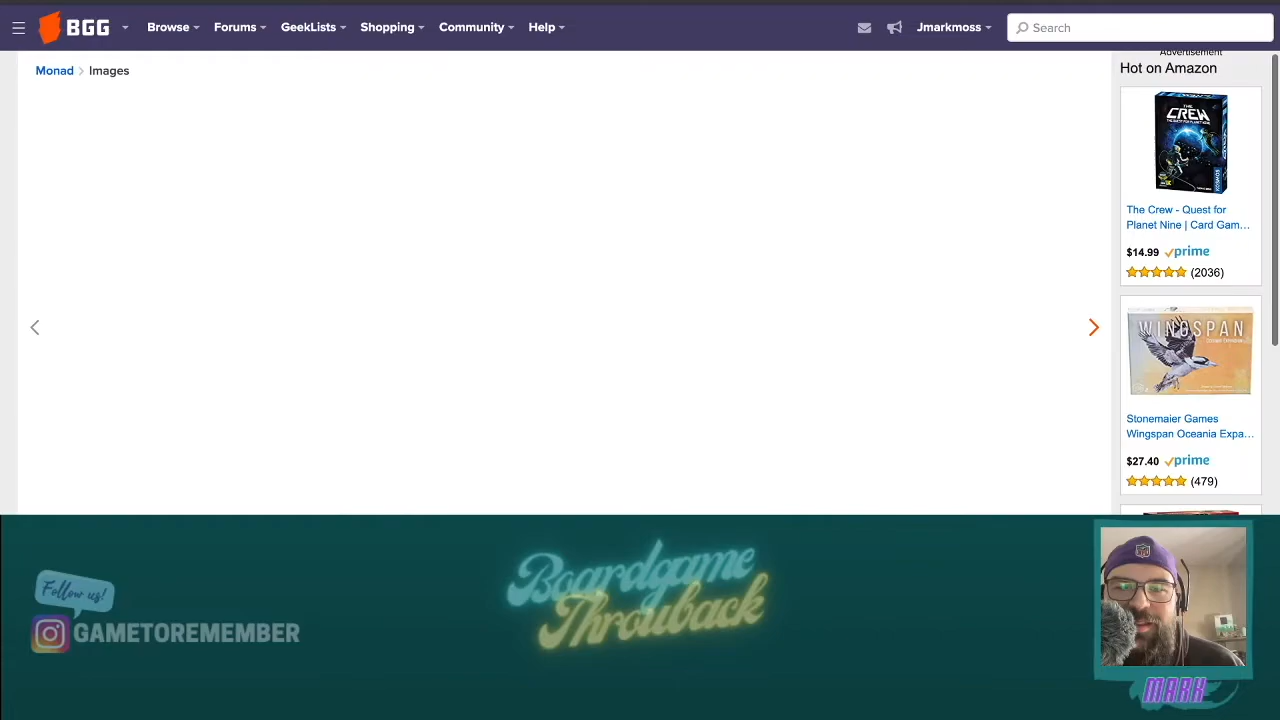 BGG
Browse
Forums
GeekLists
Shopping
Community
Help
Jmarkmoss
Search
Monad
Images
Advertisement
Hot on Amazon
THE CREW
The Crew - Quest for
Planet Nine | Card Gam…
$14.99 prime
(2036)
WINGSPAN
Stonemaier Games
Wingspan Oceania Expa…
$27.40 prime
(479)
Follow us!
GAMETOREMEMBER
Boardgame
Throwback
MARK